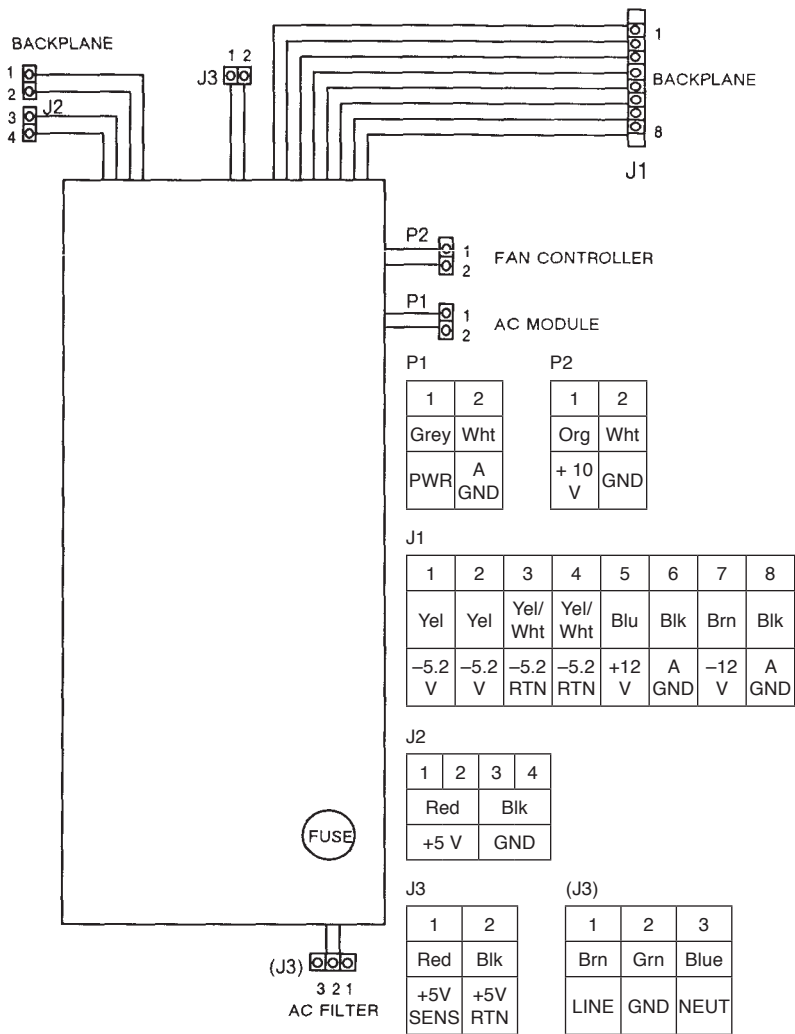 BACKPLANE
1
2
3
4
J2
J3
1 2
1
BACKPLANE
8
J1
P2
1
2
FAN CONTROLLER
P1
1
2
AC MODULE
P1
1 2
Grey Wht
PWR A GND
P2
1 2
Org Wht
+ 10 V GND
J1
1 2 3 4 5 6 7 8
Yel Yel Yel/ Wht Yel/ Wht Blu Blk Brn Blk
–5.2 V –5.2 V –5.2 RTN –5.2 RTN +12 V A GND –12 V A GND
J2
1 2 3 4
Red Blk
+5 V GND
FUSE
J3
1 2
Red Blk
+5V SENS +5V RTN
(J3)
1 2 3
Brn Grn Blue
LINE GND NEUT
(J3)
3 2 1
AC FILTER